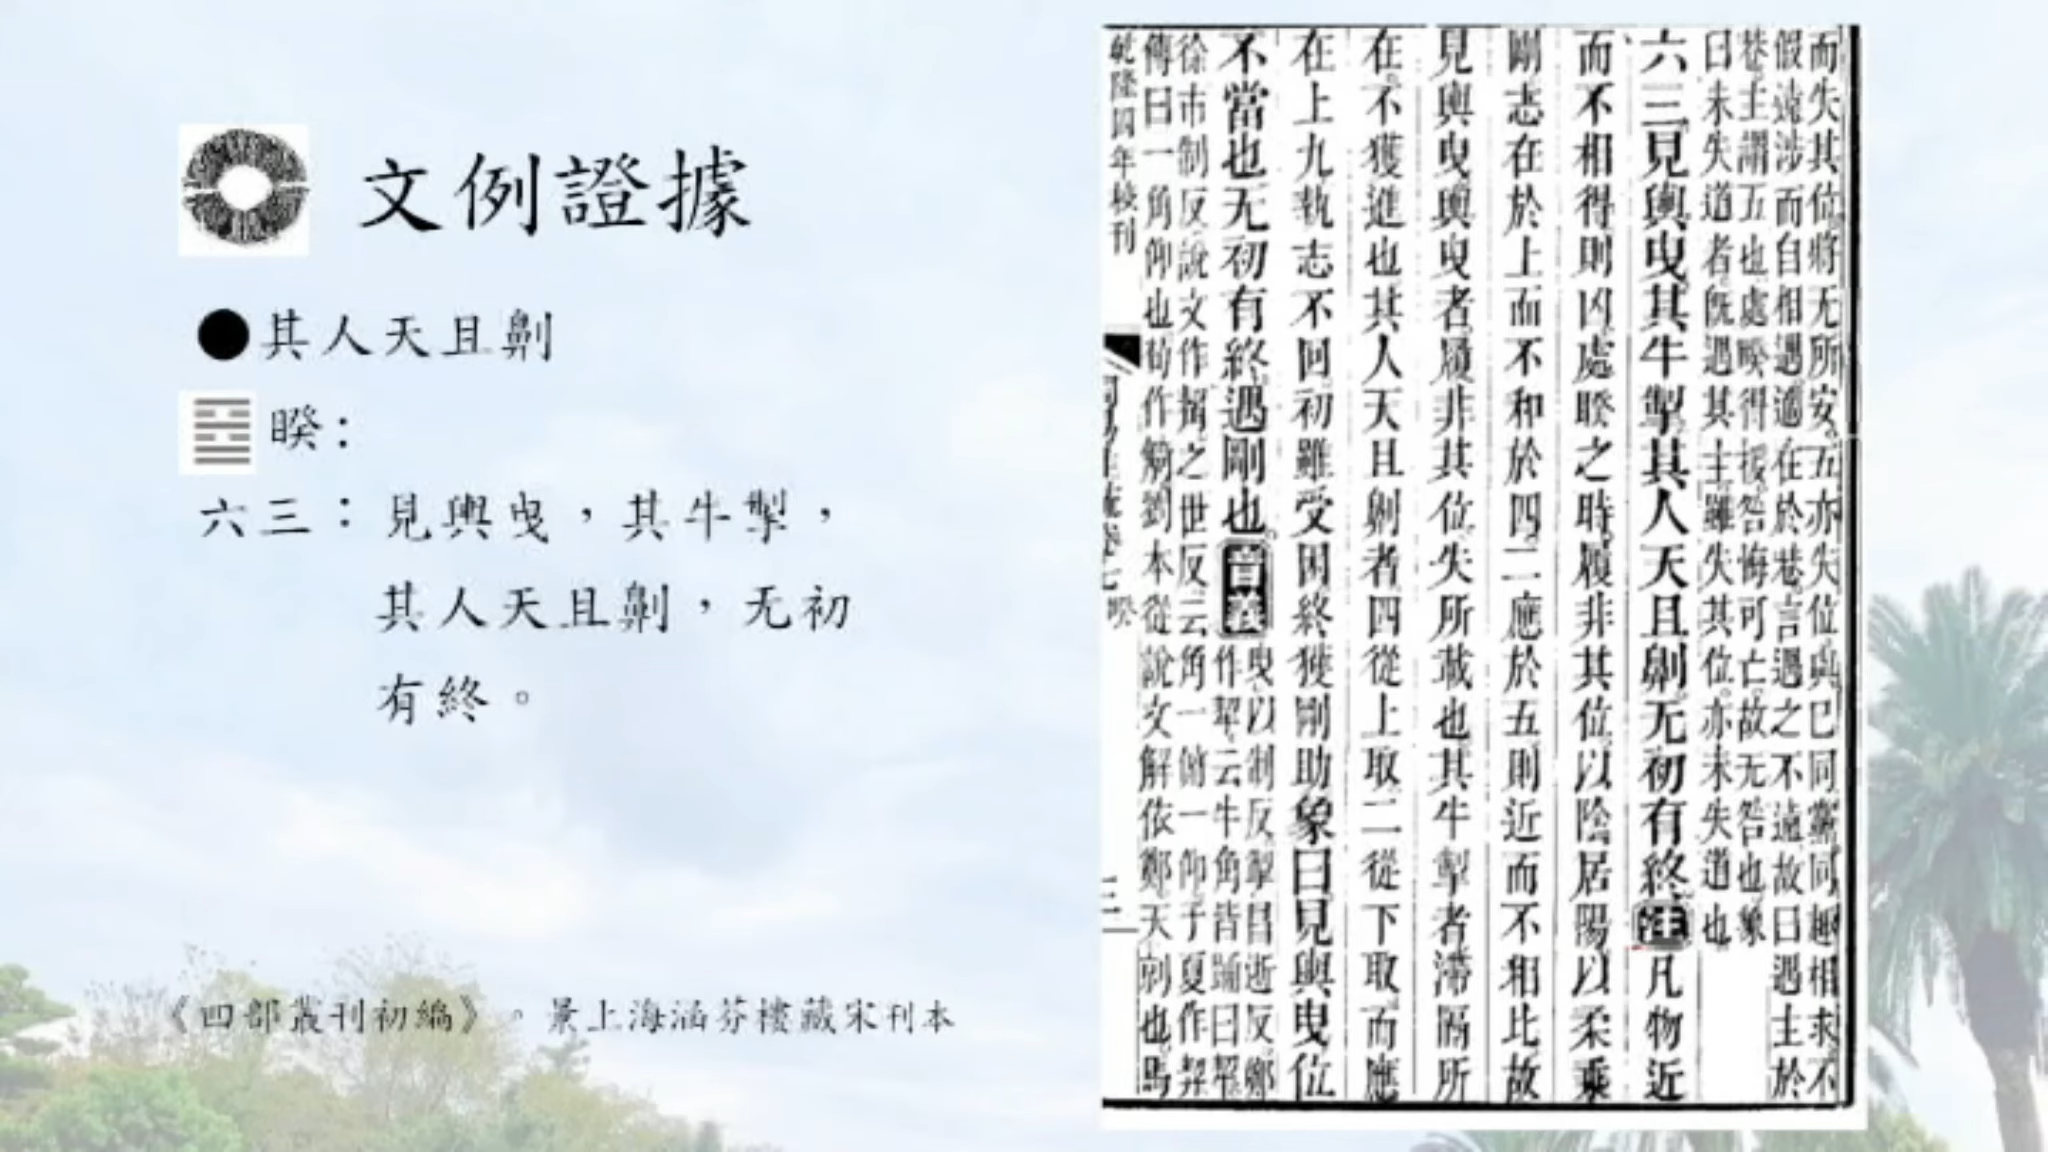 文例證據
●其人天且劓
睽：
六三：見輿曳，其牛掣，
其人天且劓，无初
有終。
《四部叢刊初編》。景上海涵芬樓藏宋刊本
而失其位將无所安五亦失位與已同黨同趣相求不
假遠涉而自相遇適在於巷言遇之不遠故曰遇主於
巷主謂五也處睽得援咎悔可亡故无咎也象
曰未失道者旣遇其主雖失其位亦未失道也
六三見輿曳其牛掣其人天且劓无初有終注凡物近
而不相得則凶處睽之時履非其位以陰居陽以柔乘
剛志在於上而不和於四二應於五則近而不相比故
見輿曳輿曳者履非其位失所載也其牛掣者滯隔所
在不獲進也其人天且劓者四從上取二從下取而應
在上九執志不回初雖受困終獲剛助象曰見輿曳位
不當也无初有終遇剛也音義
曳以制反掣昌逝反鄭
作挈云牛角皆踊曰挈
徐市制反說文作觢之世反云角一俯一仰子夏作挈
傳曰一角仰也荀作觭劉本從說文解依鄭天剠也馬
乾隆四年校刊